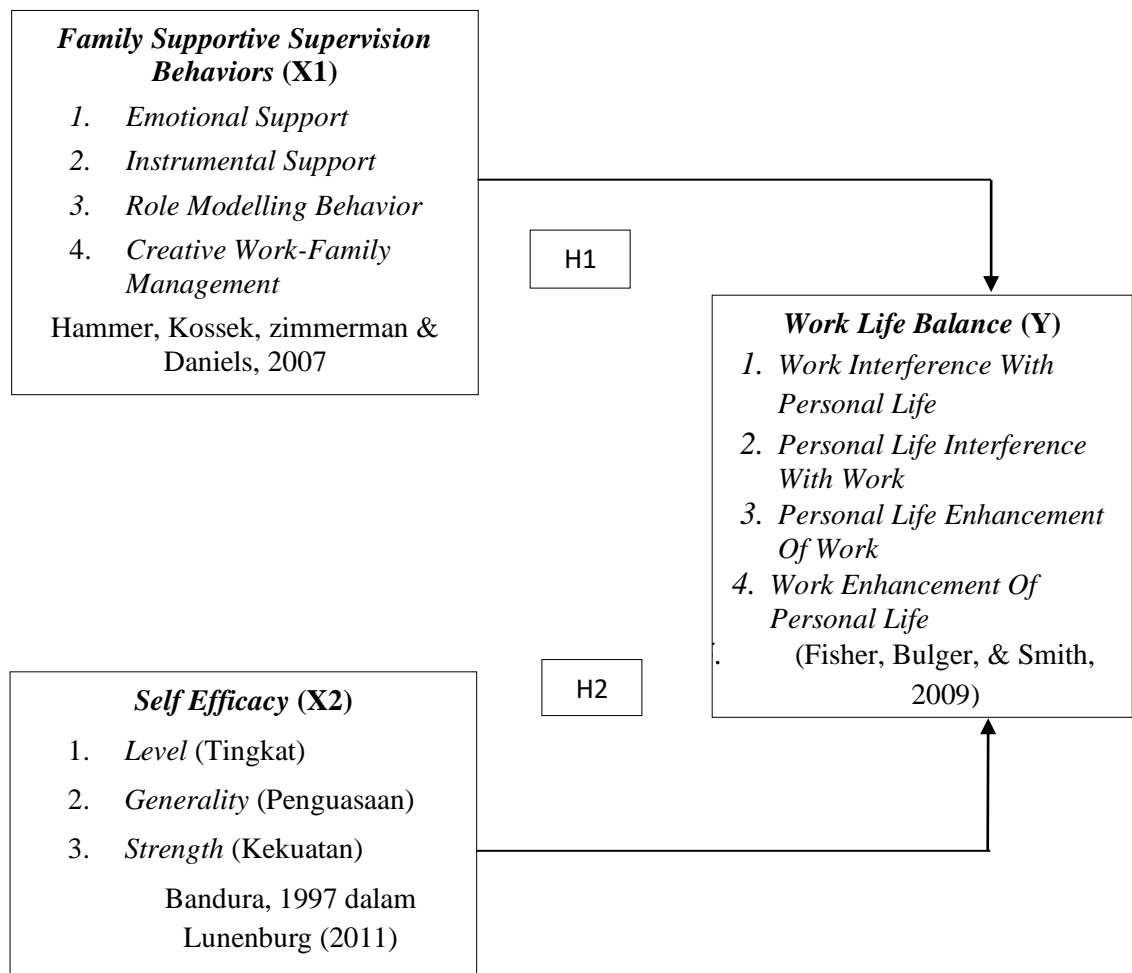 Family Supportive Supervision
Behaviors (X1)
1. Emotional Support
2. Instrumental Support
3. Role Modelling Behavior
4. Creative Work-Family
Management
Hammer, Kossek, zimmerman &
Daniels, 2007
H1
Work Life Balance (Y)
1. Work Interference With
Personal Life
2. Personal Life Interference
With Work
3. Personal Life Enhancement
Of Work
4. Work Enhancement Of
Personal Life
. (Fisher, Bulger, & Smith,
2009)
H2
Self Efficacy (X2)
1. Level (Tingkat)
2. Generality (Penguasaan)
3. Strength (Kekuatan)
Bandura, 1997 dalam
Lunenburg (2011)